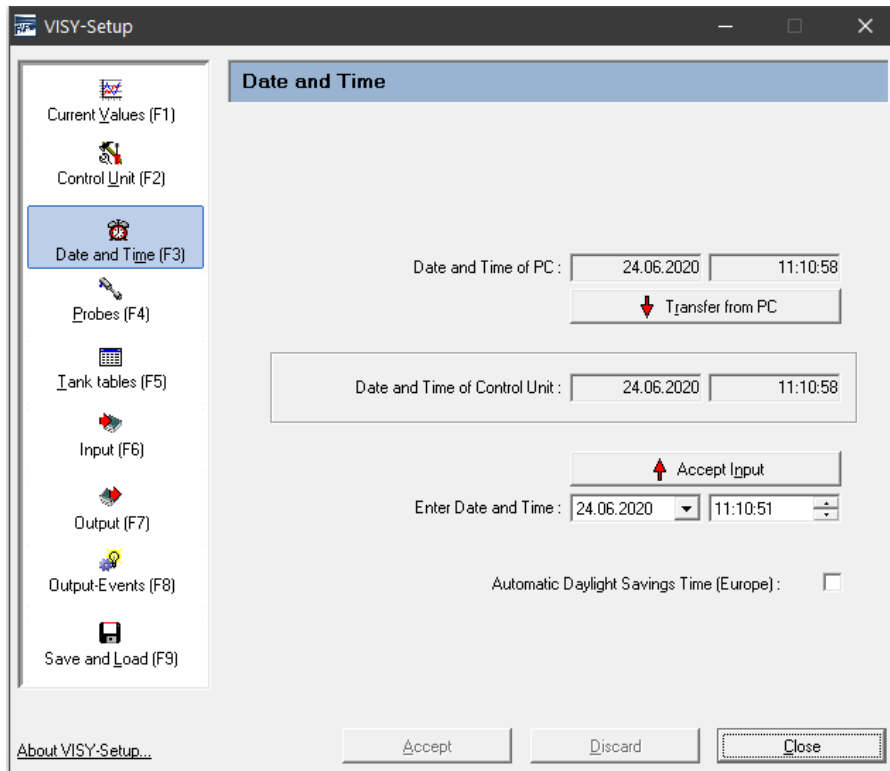 VISY-Setup
Current Values (F1)
Control Unit (F2)
Date and Time (F3)
Probes (F4)
Tank tables (F5)
Input (F6)
Output (F7)
Output-Events (F8)
Save and Load (F9)
About VISY-Setup...
Date and Time
Date and Time of PC : 24.06.2020 11:10:58
Transfer from PC
Date and Time of Control Unit : 24.06.2020 11:10:58
Accept Input
Enter Date and Time : 24.06.2020 11:10:51
Automatic Daylight Savings Time (Europe) :
Accept Discard Close